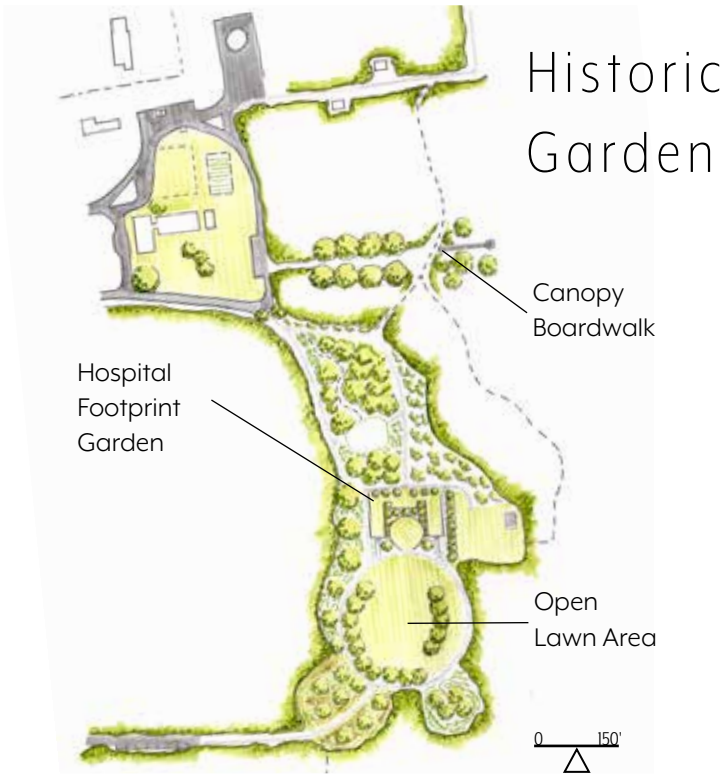 Historic
Garden
Canopy
Boardwalk
Hospital
Footprint
Garden
Open
Lawn Area
0 150'